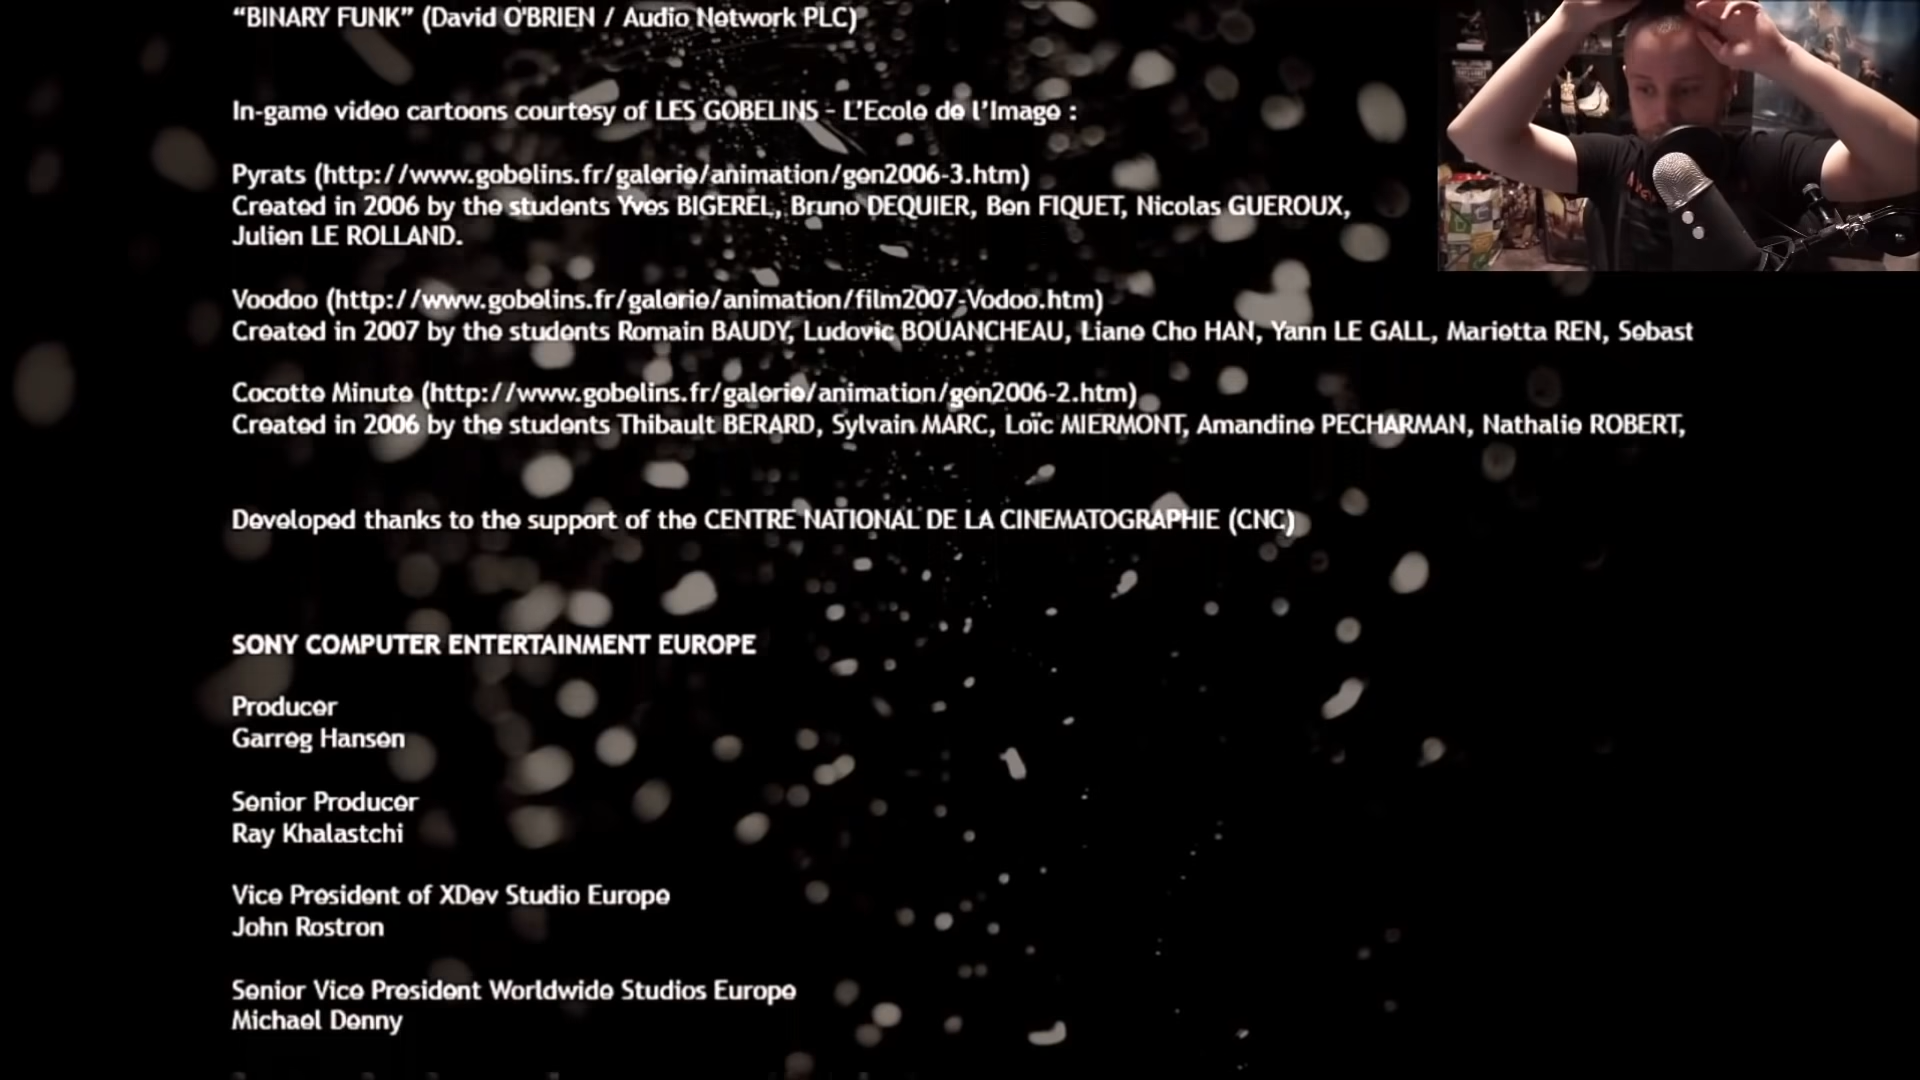 “BINARY FUNK” (David O'BRIEN / Audio Network PLC)
In-game video cartoons courtesy of LES GOBELINS - L’Ecole de l’Image :
Pyrats (http://www.gobelins.fr/galerie/animation/gen2006-3.htm)
Created in 2006 by the students Yves BIGEREL, Bruno DEQUIER, Ben FIQUET, Nicolas GUEROUX,
Julien LE ROLLAND.
Voodoo (http://www.gobelins.fr/galerie/animation/film2007-Vodoo.htm)
Created in 2007 by the students Romain BAUDY, Ludovic BOUANCHEAU, Liane Cho HAN, Yann LE GALL, Marietta REN, Sebast
Cocotte Minute (http://www.gobelins.fr/galerie/animation/gen2006-2.htm)
Created in 2006 by the students Thibault BERARD, Sylvain MARC, Loïc MIERMONT, Amandine PECHARMAN, Nathalie ROBERT,
Developed thanks to the support of the CENTRE NATIONAL DE LA CINEMATOGRAPHIE (CNC)
SONY COMPUTER ENTERTAINMENT EUROPE
Producer
Garreg Hansen
Senior Producer
Ray Khalastchi
Vice President of XDev Studio Europe
John Rostron
Senior Vice President Worldwide Studios Europe
Michael Denny